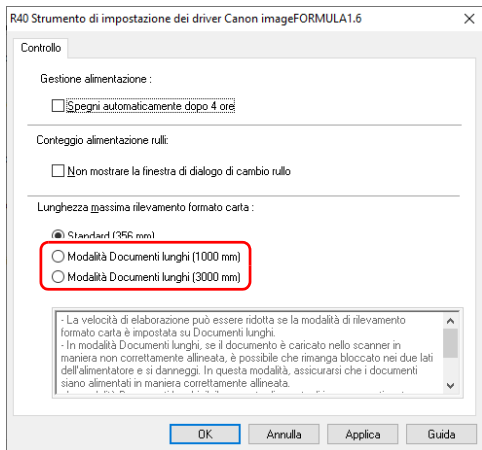 R40 Strumento di impostazione dei driver Canon imageFORMULA1.6
Controllo
Gestione alimentazione :
Spegni automaticamente dopo 4 ore
Conteggio alimentazione rulli:
Non mostrare la finestra di dialogo di cambio rullo
Lunghezza massima rilevamento formato carta :
Standard (356 mm)
Modalità Documenti lunghi (1000 mm)
Modalità Documenti lunghi (3000 mm)
- La velocità di elaborazione può essere ridotta se la modalità di rilevamento
formato carta è impostata su Documenti lunghi.
- In modalità Documenti lunghi, se il documento è caricato nello scanner in
maniera non correttamente allineata, è possibile che rimanga bloccato nei due lati
dell'alimentatore e si danneggi. In questa modalità, assicurarsi che i documenti
siano alimentati in maniera correttamente allineata.
OK Annulla Applica Guida